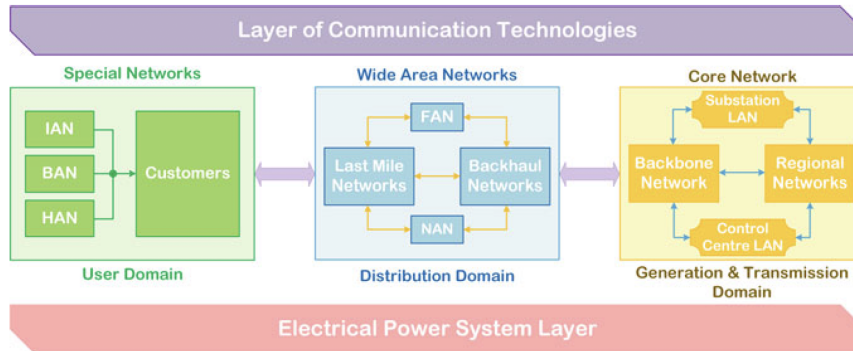 Layer of Communication Technologies
Special Networks
IAN
BAN
HAN
Customers
User Domain
Wide Area Networks
FAN
Last Mile
Networks
Backhaul
Networks
NAN
Distribution Domain
Core Network
Substation
LAN
Backbone
Network
Regional
Networks
Control
Centre LAN
Generation & Transmission
Domain
Electrical Power System Layer